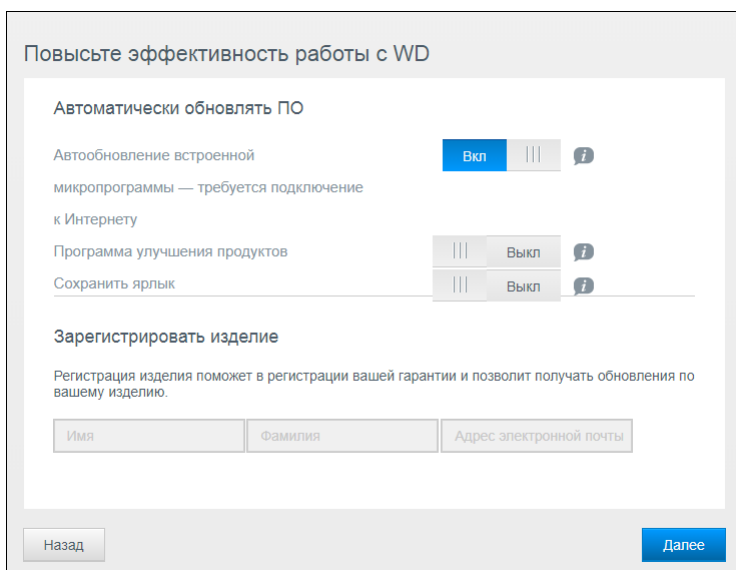 Повысьте эффективность работы с WD
Автоматически обновлять ПО
Автообновление встроенной
Вкл
микропрограммы — требуется подключение
к Интернету
Программа улучшения продуктов
Выкл
Сохранить ярлык
Выкл
Зарегистрировать изделие
Регистрация изделия поможет в регистрации вашей гарантии и позволит получать обновления по
вашему изделию.
Имя
Фамилия
Адрес электронной почты
Назад
Далее